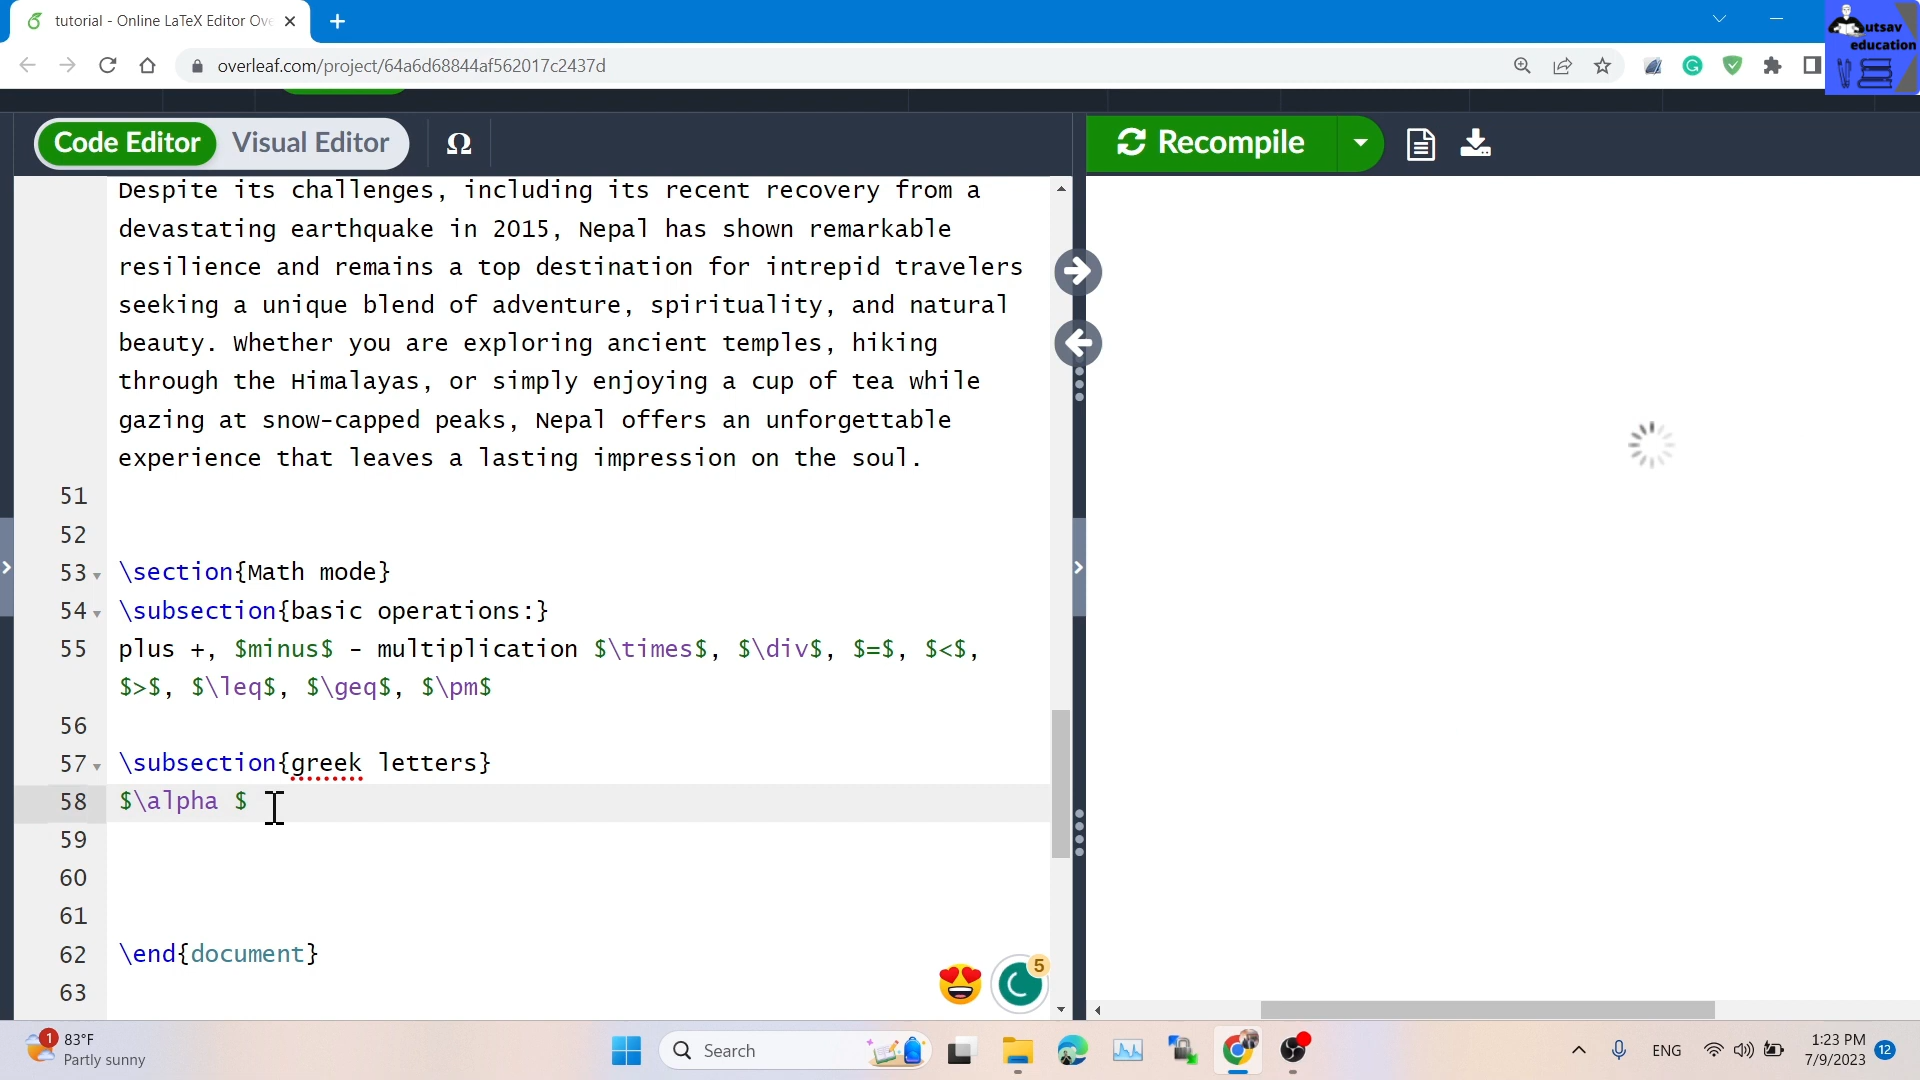 tutorial - Online LaTeX Editor Ove
utsav
education
overleaf.com/project/64a6d68844af562017c2437d
Code Editor Visual Editor Ω Recompile
Despite its challenges, including its recent recovery from a
devastating earthquake in 2015, Nepal has shown remarkable
resilience and remains a top destination for intrepid travelers
seeking a unique blend of adventure, spirituality, and natural
beauty. Whether you are exploring ancient temples, hiking
through the Himalayas, or simply enjoying a cup of tea while
gazing at snow-capped peaks, Nepal offers an unforgettable
experience that leaves a lasting impression on the soul.
51
52
53 \section{Math mode}
54 \subsection{basic operations:}
55 plus +, $minus$ - multiplication $\times$, $\div$, $=$, $<$,
$>$, $\leq$, $\geq$, $\pm$
56
57 \subsection{greek letters}
58 $\alpha $
59
60
61
62 \end{document}
63
5
1 83°F
Partly sunny
Search
ENG
1:23 PM
7/9/2023
12